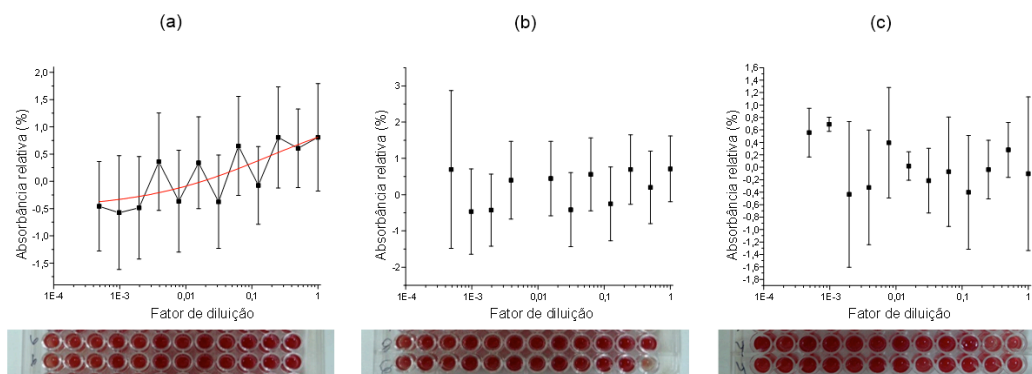 (a)
(b)
(c)
Absorbância relativa (%)
2,0
1,5
1,0
0,5
0,0
-0,5
-1,0
-1,5
1E-4
1E-3
0,01
0,1
1
Fator de diluição
Absorbância relativa (%)
3
2
1
0
-1
-2
1E-4
1E-3
0,01
0,1
1
Fator de diluição
Absorbância relativa (%)
1,6
1,4
1,2
1,0
0,8
0,6
0,4
0,2
0,0
-0,2
-0,4
-0,6
-0,8
-1,0
-1,2
-1,4
-1,6
-1,8
1E-4
1E-3
0,01
0,1
1
Fator de diluição